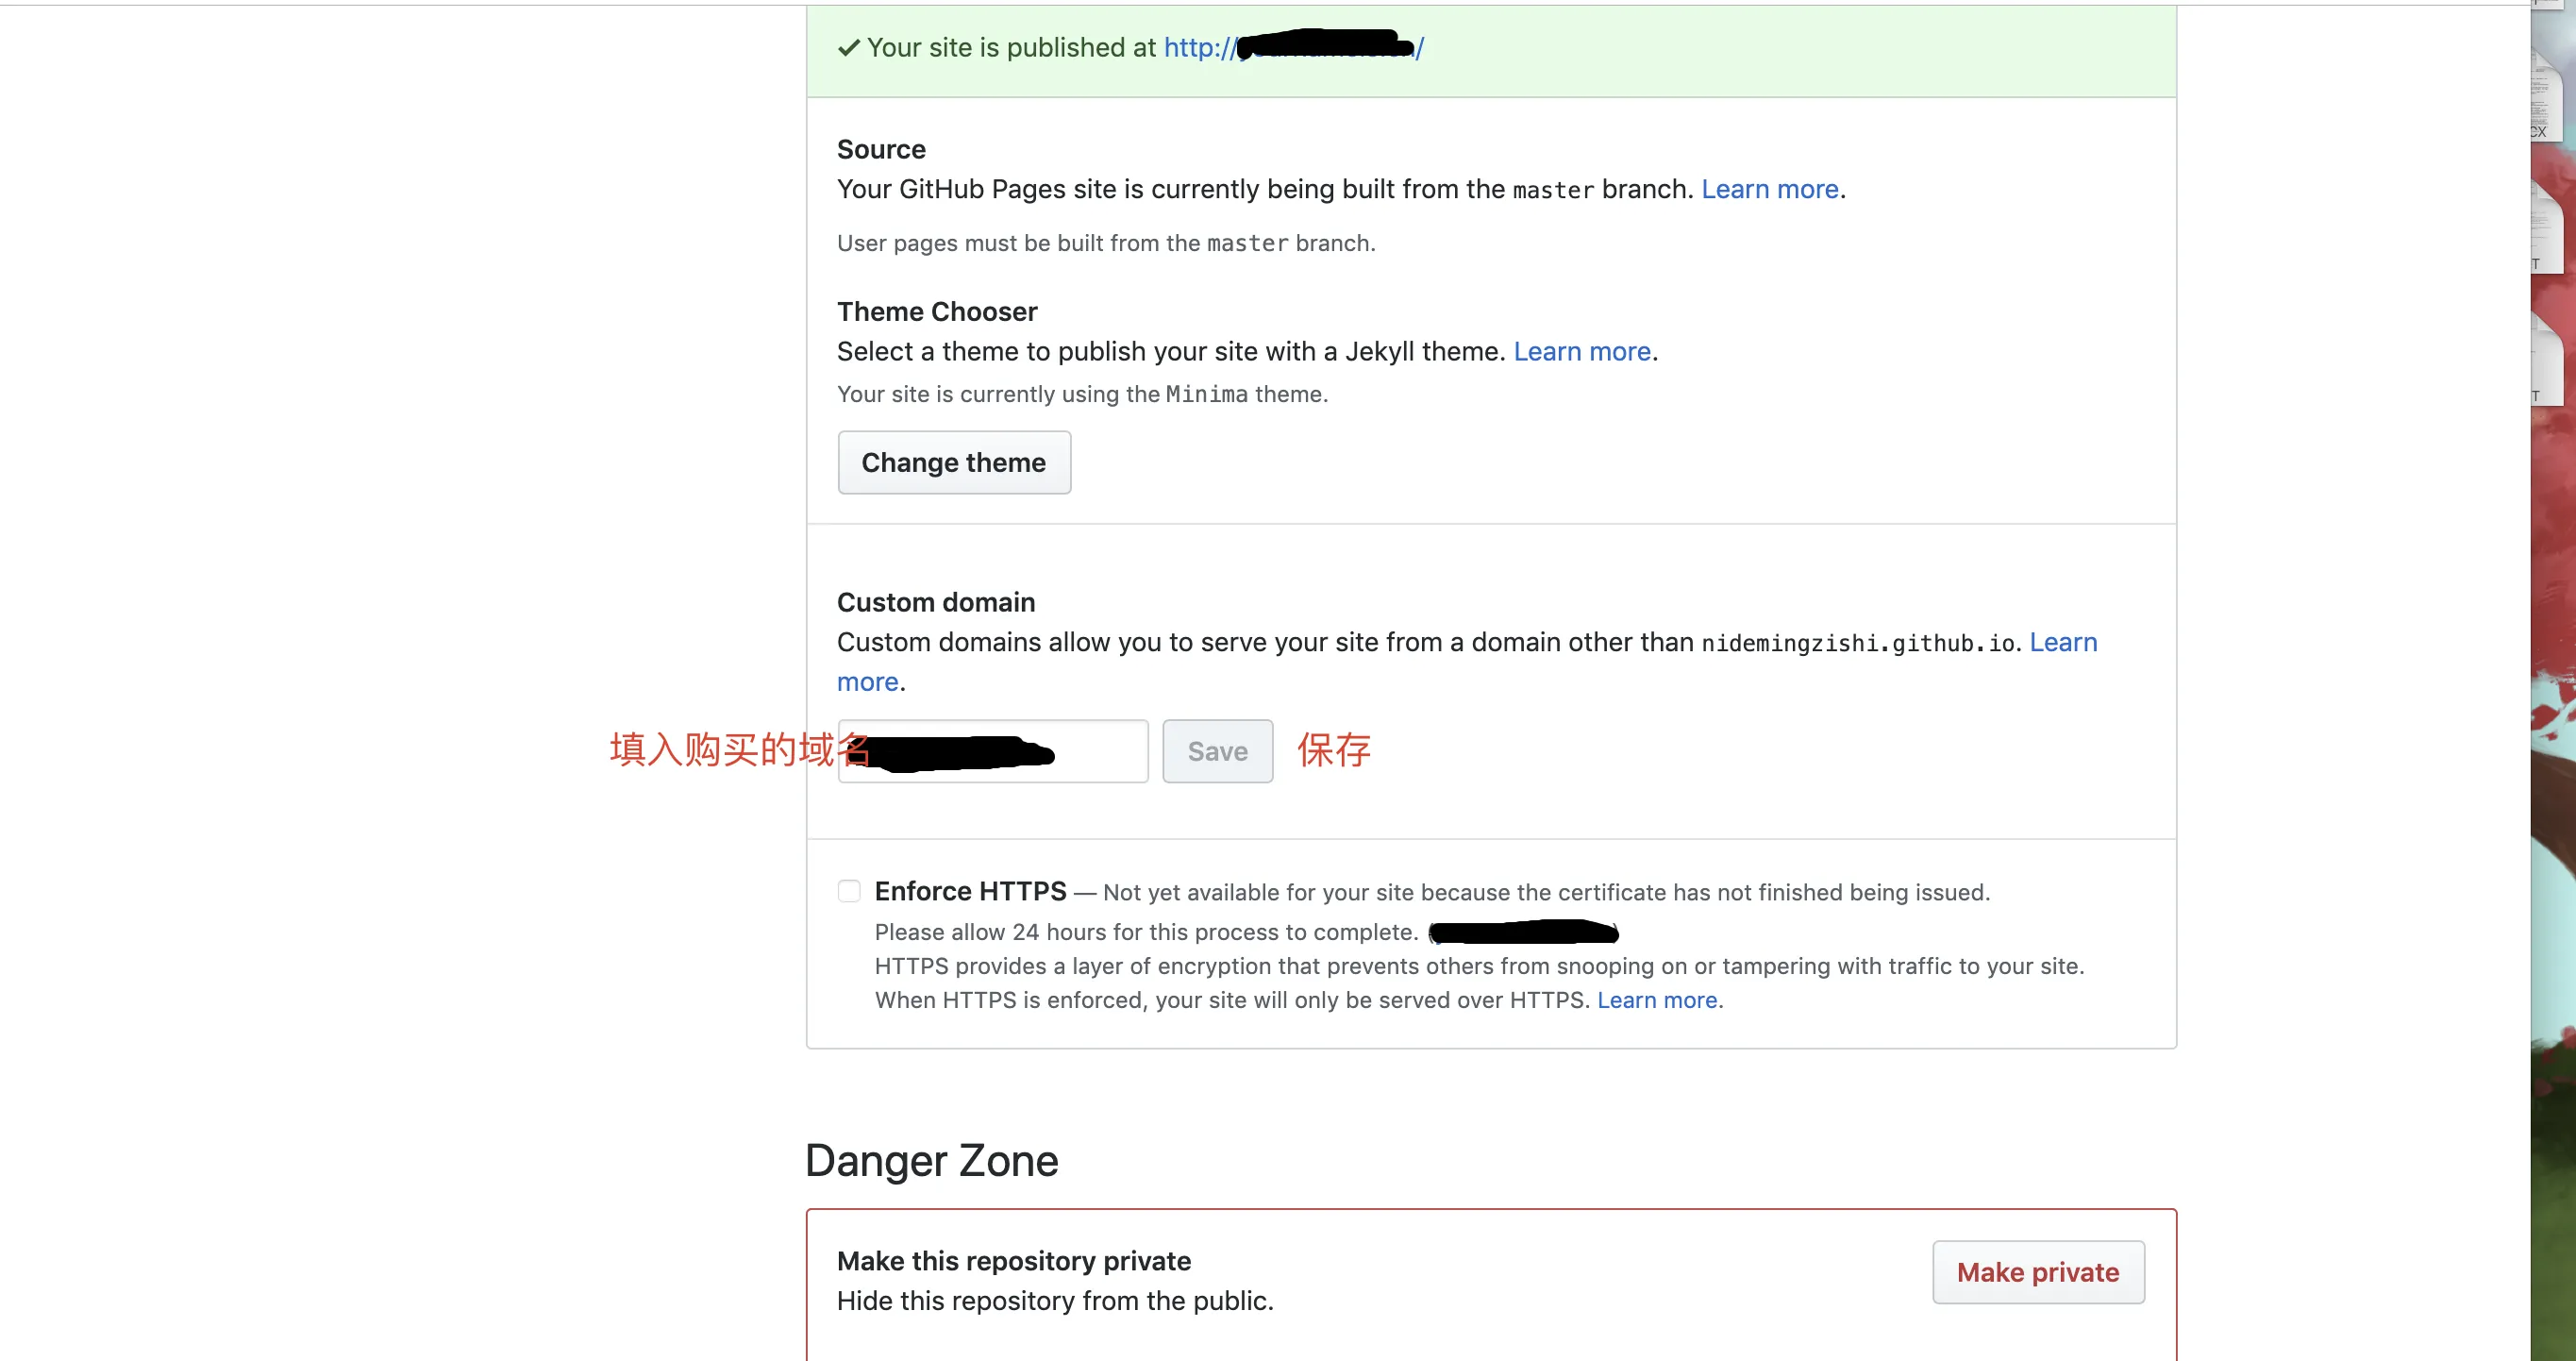 ✓ Your site is published at http:///
Source
Your GitHub Pages site is currently being built from the master branch. Learn more.
User pages must be built from the master branch.
Theme Chooser
Select a theme to publish your site with a Jekyll theme. Learn more.
Your site is currently using the Minima theme.
Change theme
Custom domain
Custom domains allow you to serve your site from a domain other than nidemingzishi.github.io. Learn
more.
填入购买的域名 Save 保存
Enforce HTTPS — Not yet available for your site because the certificate has not finished being issued.
Please allow 24 hours for this process to complete. (
HTTPS provides a layer of encryption that prevents others from snooping on or tampering with traffic to your site.
When HTTPS is enforced, your site will only be served over HTTPS. Learn more.
Danger Zone
Make this repository private
Make private
Hide this repository from the public.